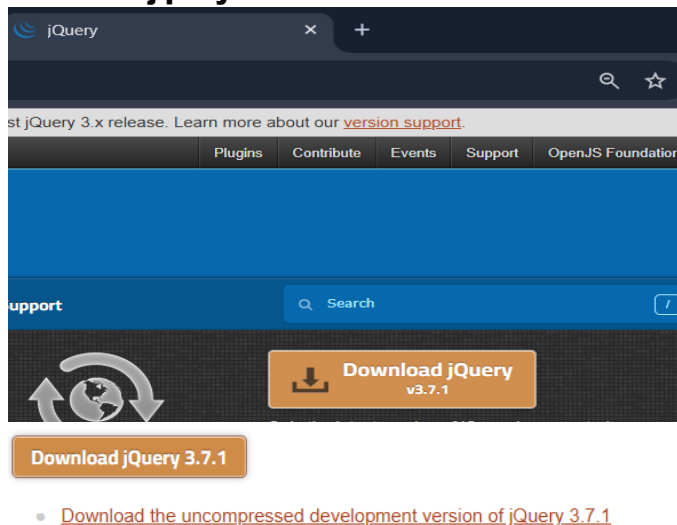 jQuery
st jQuery 3.x release. Learn more about our version support.
Plugins Contribute Events Support OpenJS Foundation
upport Search /
Download jQuery
v3.7.1
Download jQuery 3.7.1
Download the uncompressed development version of jQuery 3.7.1